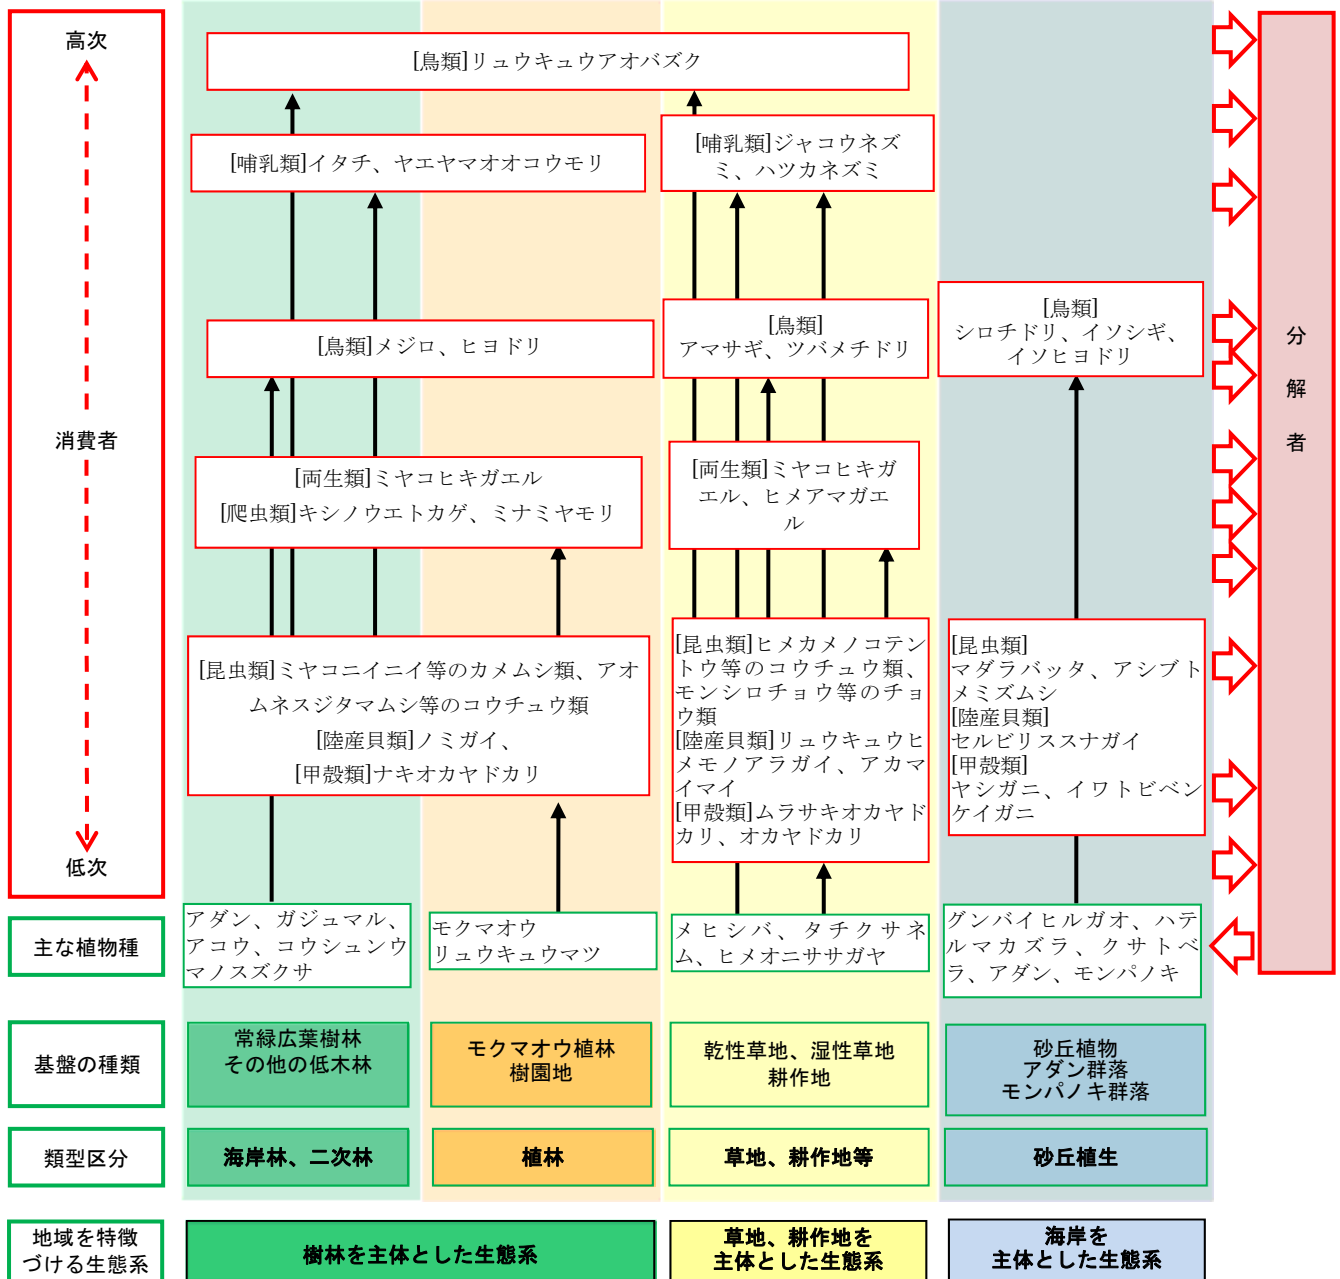 高次
消費者
低次
[鳥類]リュウキュウアオバズク
[哺乳類]イタチ、ヤエヤマオオコウモリ
[哺乳類]ジャコウネズ
ミ、ハツカネズミ
[鳥類]メジロ、ヒヨドリ
[鳥類]
アマサギ、ツバメチドリ
[鳥類]
シロチドリ、イソシギ、
イソヒヨドリ
[両生類]ミヤコヒキガエル
[爬虫類]キシノウエトカゲ、ミナミヤモリ
[両生類]ミヤコヒキガ
エル、ヒメアマガエ
ル
[昆虫類]ミヤコニイニイ等のカメムシ類、アオ
ムネスジタマムシ等のコウチュウ類
[陸産貝類]ノミガイ、
[甲殻類]ナキオカヤドカリ
[昆虫類]ヒメカメノコテン
トウ等のコウチュウ類、
モンシロチョウ等のチョ
ウ類
[陸産貝類]リュウキュウヒ
メモノアラガイ、アカマ
イマイ
[甲殻類]ムラサキオカヤド
カリ、オカヤドカリ
[昆虫類]
マダラバッタ、アシブト
メミズムシ
[陸産貝類]
セルビリススナガイ
[甲殻類]
ヤシガニ、イワトビベン
ケイガニ
分
解
者
主な植物種
アダン、ガジュマル、
アコウ、コウシュンウ
マノスズクサ
モクマオウ
リュウキュウマツ
メヒシバ、タチクサネ
ム、ヒメオニササガヤ
グンバイヒルガオ、ハテ
ルマカズラ、クサトベ
ラ、アダン、モンパノキ
基盤の種類
常緑広葉樹林
その他の低木林
モクマオウ植林
樹園地
乾性草地、湿性草地
耕作地
砂丘植物
アダン群落
モンパノキ群落
類型区分
海岸林、二次林
植林
草地、耕作地等
砂丘植生
地域を特徴
づける生態系
樹林を主体とした生態系
草地、耕作地を
主体とした生態系
海岸を
主体とした生態系